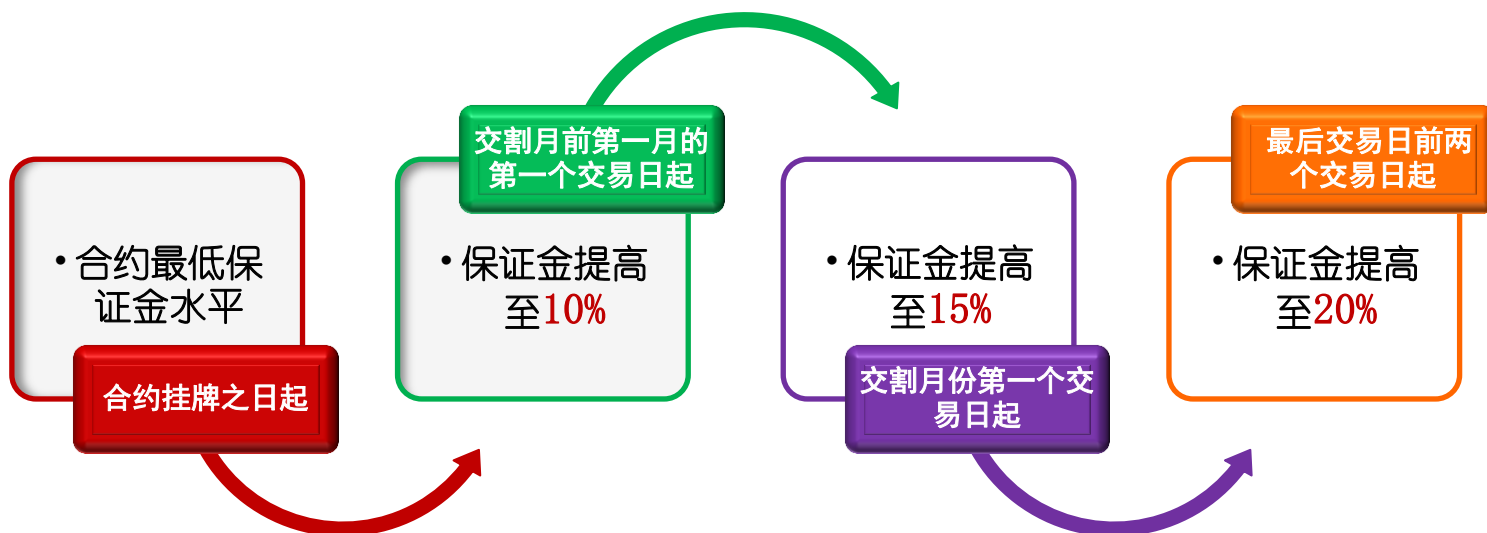 • 合约最低保
证金水平
合约挂牌之日起
交割月前第一月的
第一个交易日起
• 保证金提高
至10%
• 保证金提高
至15%
交割月份第一个交
易日起
最后交易日前两
个交易日起
• 保证金提高
至20%